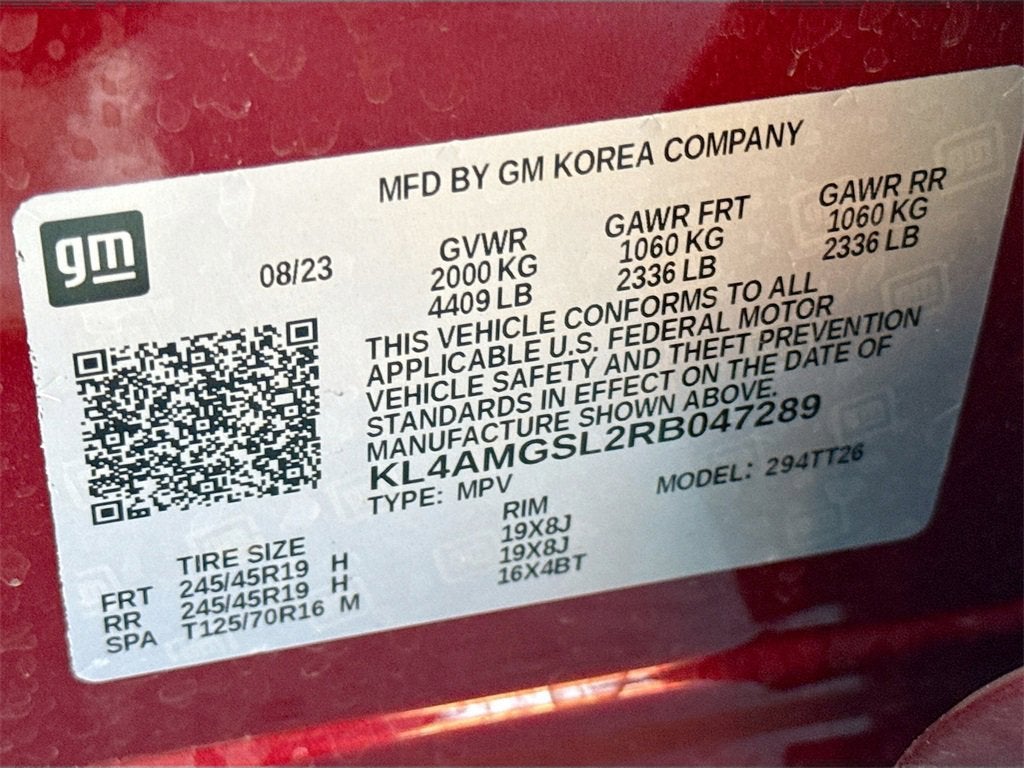 MFD BY GM KOREA COMPANY
gm
08/23
GVWR GAWR FRT GAWR RR
2000 KG 1060 KG 1060 KG
4409 LB 2336 LB 2336 LB
THIS VEHICLE CONFORMS TO ALL
APPLICABLE U.S. FEDERAL MOTOR
VEHICLE SAFETY AND THEFT PREVENTION
STANDARDS IN EFFECT ON THE DATE OF
MANUFACTURE SHOWN ABOVE.
KL4AMGSL2RB047289
TYPE: MPV MODEL: 294TT26
TIRE SIZE RIM
FRT 245/45R19 H 19X8J
RR 245/45R19 H 19X8J
SPA T125/70R16 M 16X4BT